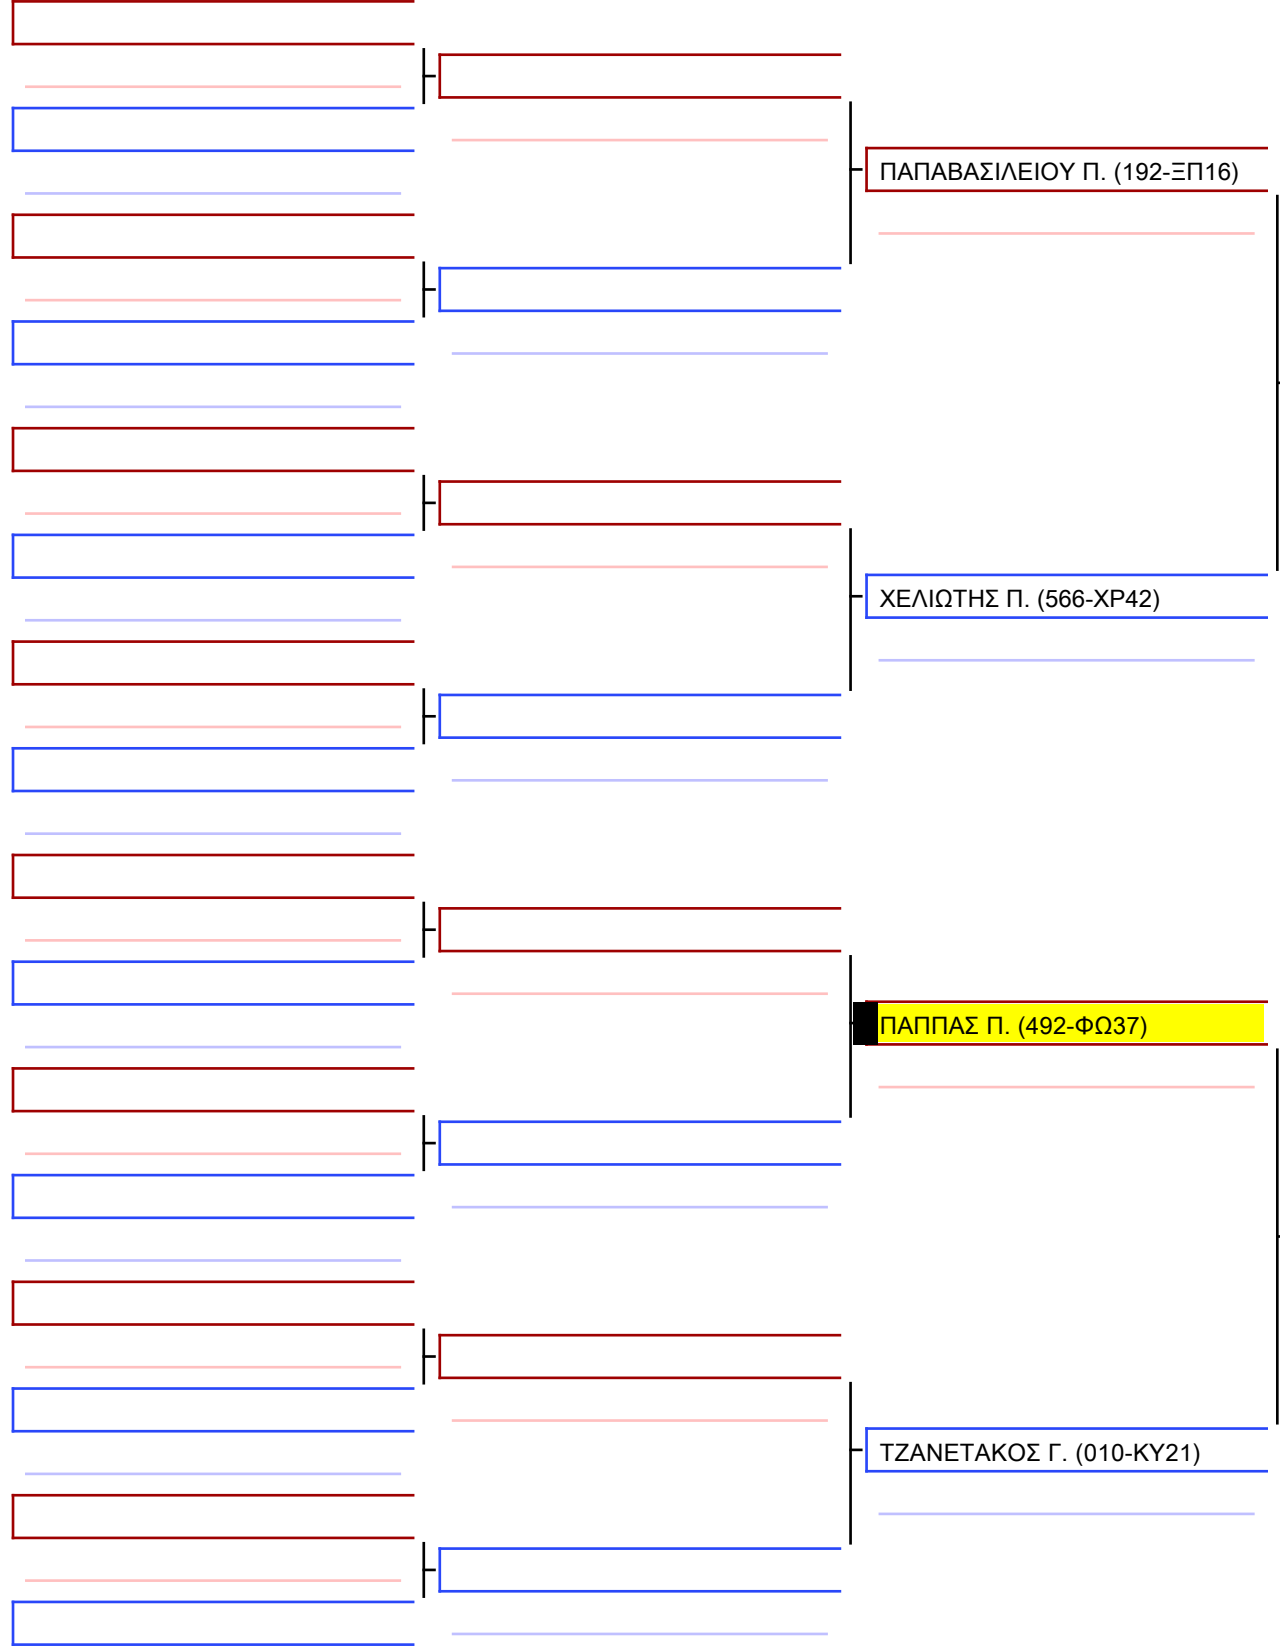 ΠΑΠΑΒΑΣΙΛΕΙΟΥ Π. (192-ΞΠ16)
ΧΕΛΙΩΤΗΣ Π. (566-ΧΡ42)
ΠΑΠΠΑΣ Π. (492-ΦΩ37)
ΤΖΑΝΕΤΑΚΟΣ Γ. (010-ΚΥ21)